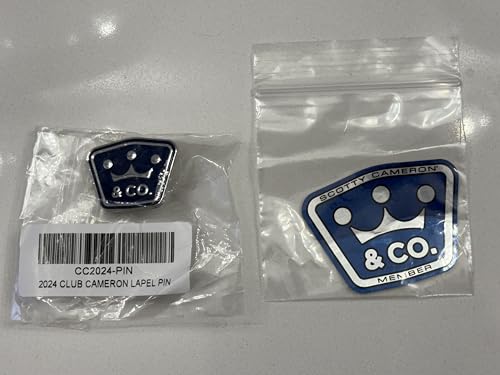 & CO.
CC2024-PIN
2024 CLUB CAMERON LAPEL PIN
SCOTTY CAMERON®
& CO.
MEMBER